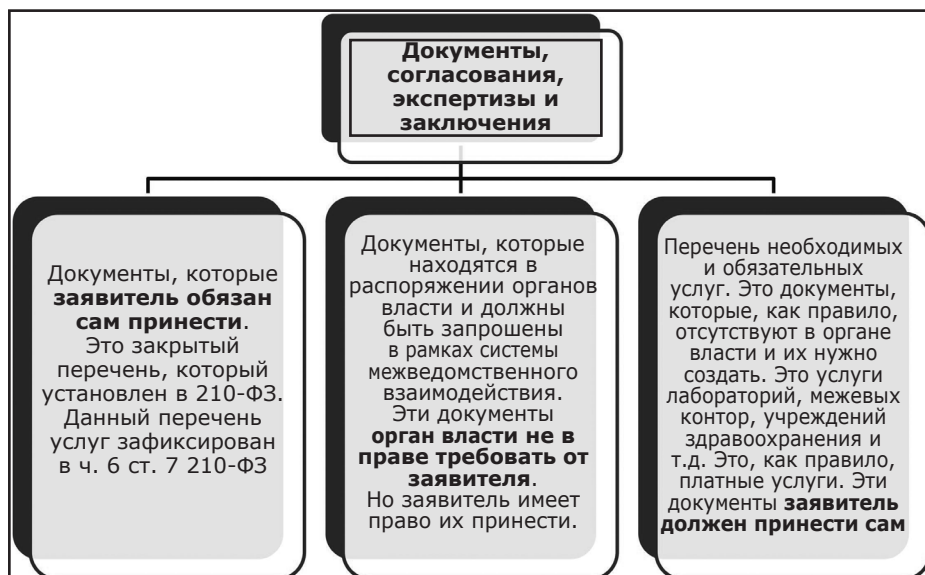 Документы,
согласования,
экспертизы и
заключения
Документы, которые
заявитель обязан
сам принести.
Это закрытый
перечень, который
установлен в 210-ФЗ.
Данный перечень
услуг зафиксирован
в ч. 6 ст. 7 210-ФЗ
Документы, которые
находятся в
распоряжении органов
власти и должны
быть запрошены
в рамках системы
межведомственного
взаимодействия.
Эти документы
орган власти не в
праве требовать от
заявителя.
Но заявитель имеет
право их принести.
Перечень необходимых
и обязательных
услуг. Это документы,
которые, как правило,
отсутствуют в органе
власти и их нужно
создать. Это услуги
лабораторий, межевых
контор, учреждений
здравоохранения и
т.д. Это, как правило,
платные услуги. Эти
документы заявитель
должен принести сам